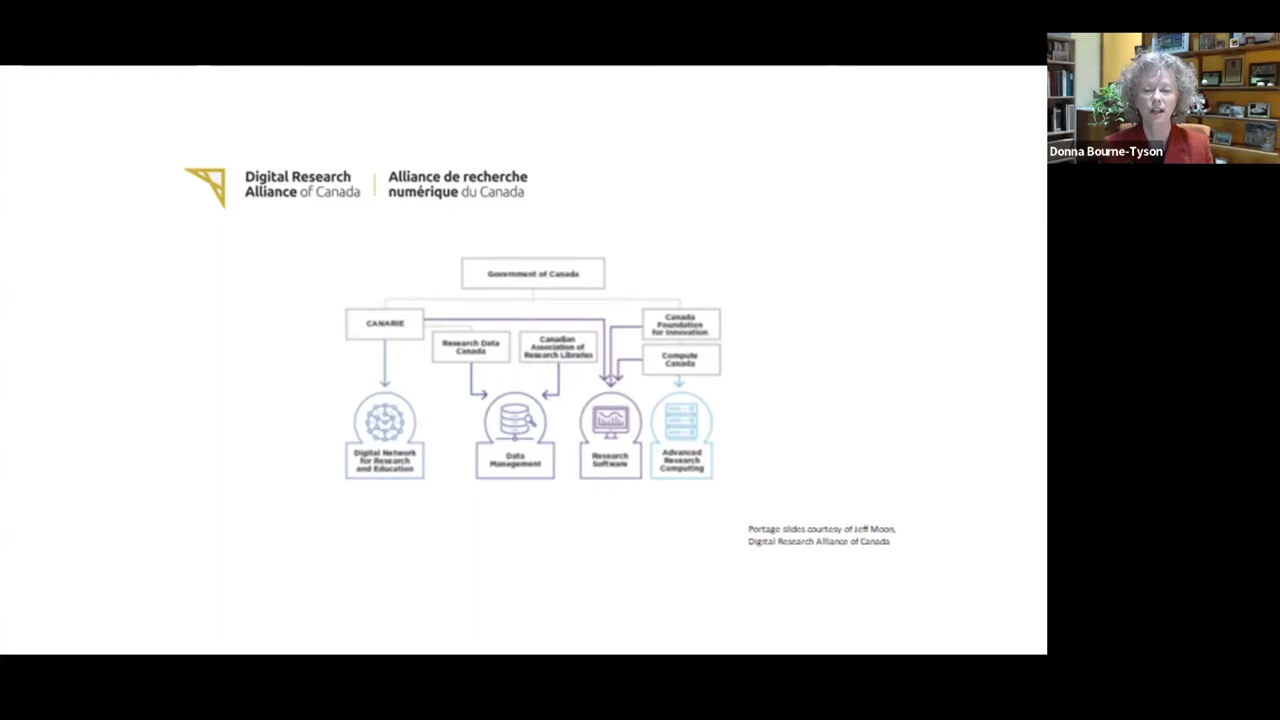 Donna Bourne-Tyson
Digital Research
Alliance of Canada
Alliance de recherche
numérique du Canada
Government of Canada
CANARIE
Research Data
Canada
Canadian
Association of
Research Libraries
Canada
Foundation
for Innovation
Compute
Canada
Digital Network
for Research
and Education
Data
Management
Research
Software
Advanced
Research
Computing
Portage slides courtesy of Jeff Moon,
Digital Research Alliance of Canada